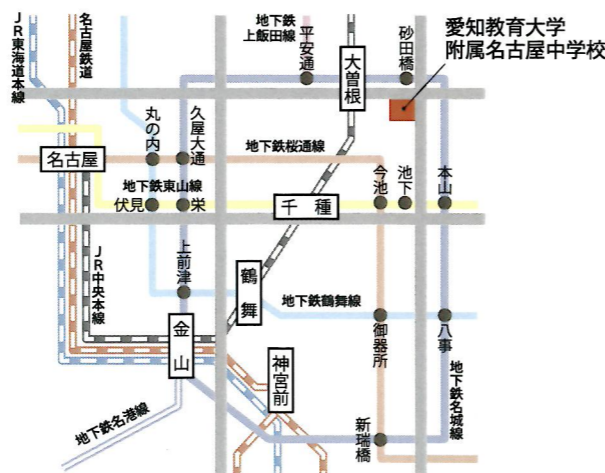 JR東海道本線
名古屋鉄道
地下鉄
上飯田線
平安通
大曽根
砂田橋
愛知教育大学
附属名古屋中学校
丸の内
久屋大通
名古屋
地下鉄桜通線
今池
池下
本山
地下鉄東山線
伏見
栄
千種
JR中央本線
上前津
鶴舞
地下鉄鶴舞線
金山
御器所
八事
神宮前
地下鉄名城線
地下鉄名港線
新瑞橋